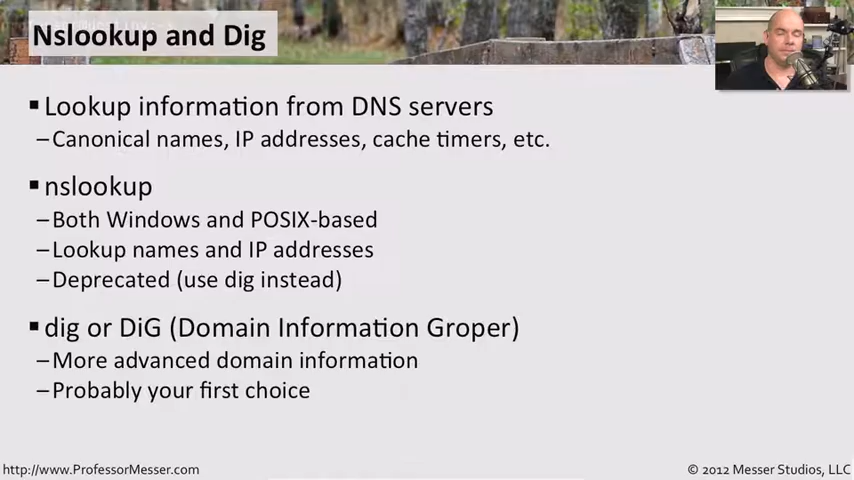 Nslookup and Dig
▪Lookup information from DNS servers
–Canonical names, IP addresses, cache timers, etc.
▪nslookup
–Both Windows and POSIX-based
–Lookup names and IP addresses
–Deprecated (use dig instead)
▪dig or DiG (Domain Information Groper)
–More advanced domain information
–Probably your first choice
http://www.ProfessorMesser.com
© 2012 Messer Studios, LLC